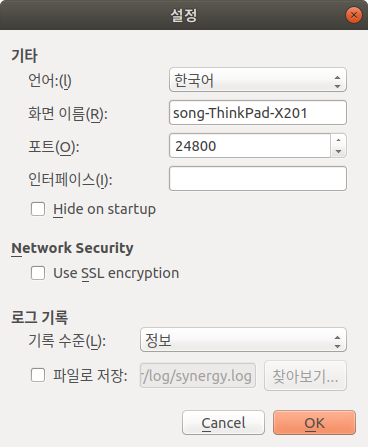 설정
기타
언어:(l) 한국어
화면 이름(R): song-ThinkPad-X201
포트(O): 24800
인터페이스(I):
Hide on startup
Network Security
Use SSL encryption
로그 기록
기록 수준(L): 정보
파일로 저장: r/log/synergy.log 찾아보기...
Cancel OK